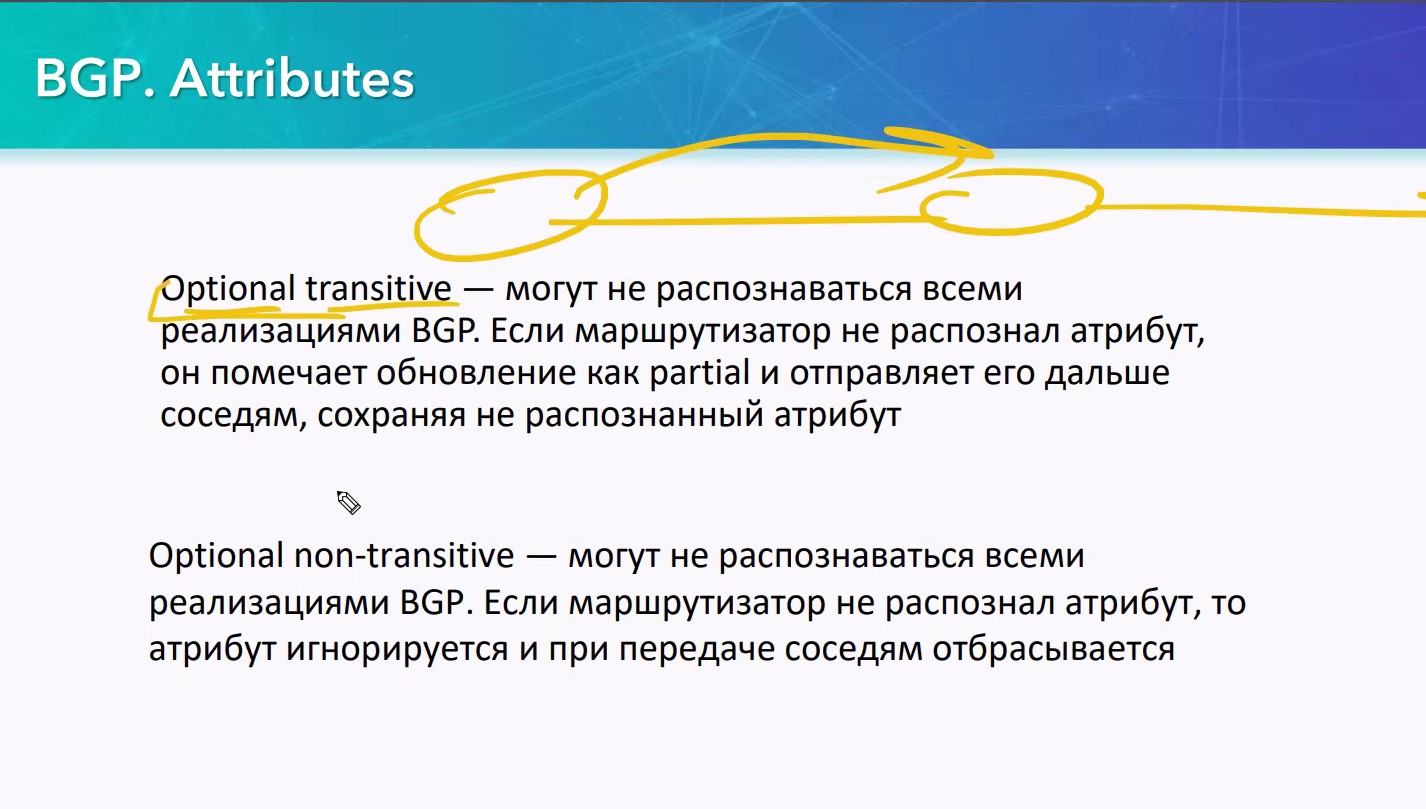 BGP. Attributes
Optional transitive — могут не распознаваться всеми
реализациями BGP. Если маршрутизатор не распознал атрибут,
он помечает обновление как partial и отправляет его дальше
соседям, сохраняя не распознанный атрибут
Optional non-transitive — могут не распознаваться всеми
реализациями BGP. Если маршрутизатор не распознал атрибут, то
атрибут игнорируется и при передаче соседям отбрасывается